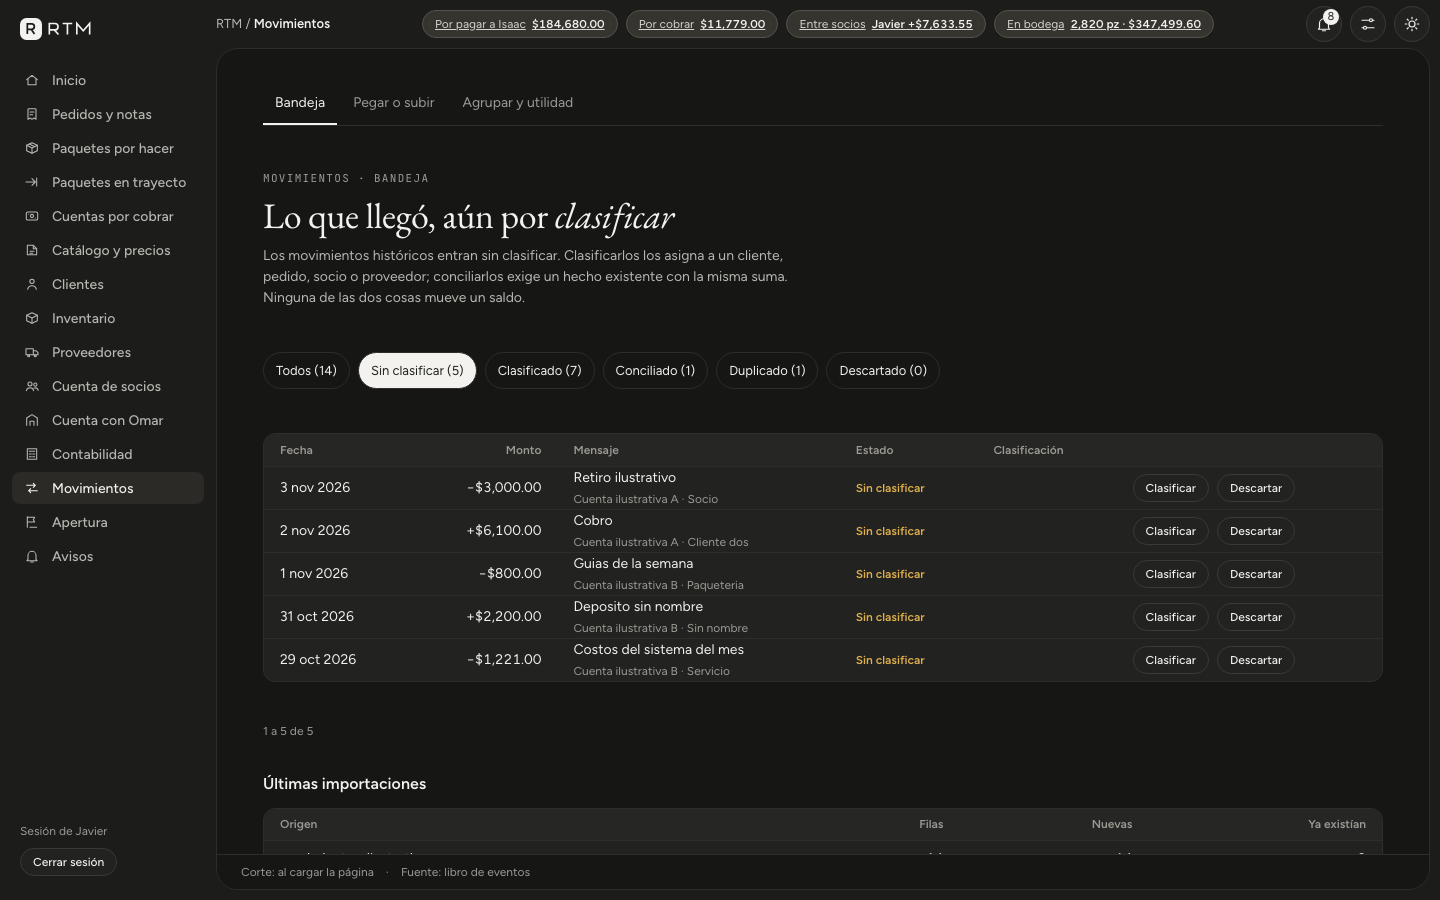 R RTM
RTM / Movimientos
Por pagar a Isaac $184,680.00
Por cobrar $11,779.00
Entre socios Javier +$7,633.55
En bodega 2,820 pz · $347,499.60
8
Inicio
Pedidos y notas
Paquetes por hacer
Paquetes en trayecto
Cuentas por cobrar
Catálogo y precios
Clientes
Inventario
Proveedores
Cuenta de socios
Cuenta con Omar
Contabilidad
Movimientos
Apertura
Avisos
Sesión de Javier
Cerrar sesión
Bandeja Pegar o subir Agrupar y utilidad
MOVIMIENTOS · BANDEJA
Lo que llegó, aún por clasificar
Los movimientos históricos entran sin clasificar. Clasificarlos los asigna a un cliente,
pedido, socio o proveedor; conciliarlos exige un hecho existente con la misma suma.
Ninguna de las dos cosas mueve un saldo.
Todos (14) Sin clasificar (5) Clasificado (7) Conciliado (1) Duplicado (1) Descartado (0)
Fecha Monto Mensaje Estado Clasificación
3 nov 2026 −$3,000.00 Retiro ilustrativo Sin clasificar Clasificar Descartar
Cuenta ilustrativa A · Socio
2 nov 2026 +$6,100.00 Cobro Sin clasificar Clasificar Descartar
Cuenta ilustrativa A · Cliente dos
1 nov 2026 −$800.00 Guias de la semana Sin clasificar Clasificar Descartar
Cuenta ilustrativa B · Paqueteria
31 oct 2026 +$2,200.00 Deposito sin nombre Sin clasificar Clasificar Descartar
Cuenta ilustrativa B · Sin nombre
29 oct 2026 −$1,221.00 Costos del sistema del mes Sin clasificar Clasificar Descartar
Cuenta ilustrativa B · Servicio
1 a 5 de 5
Últimas importaciones
Origen Filas Nuevas Ya existían
Corte: al cargar la página · Fuente: libro de eventos